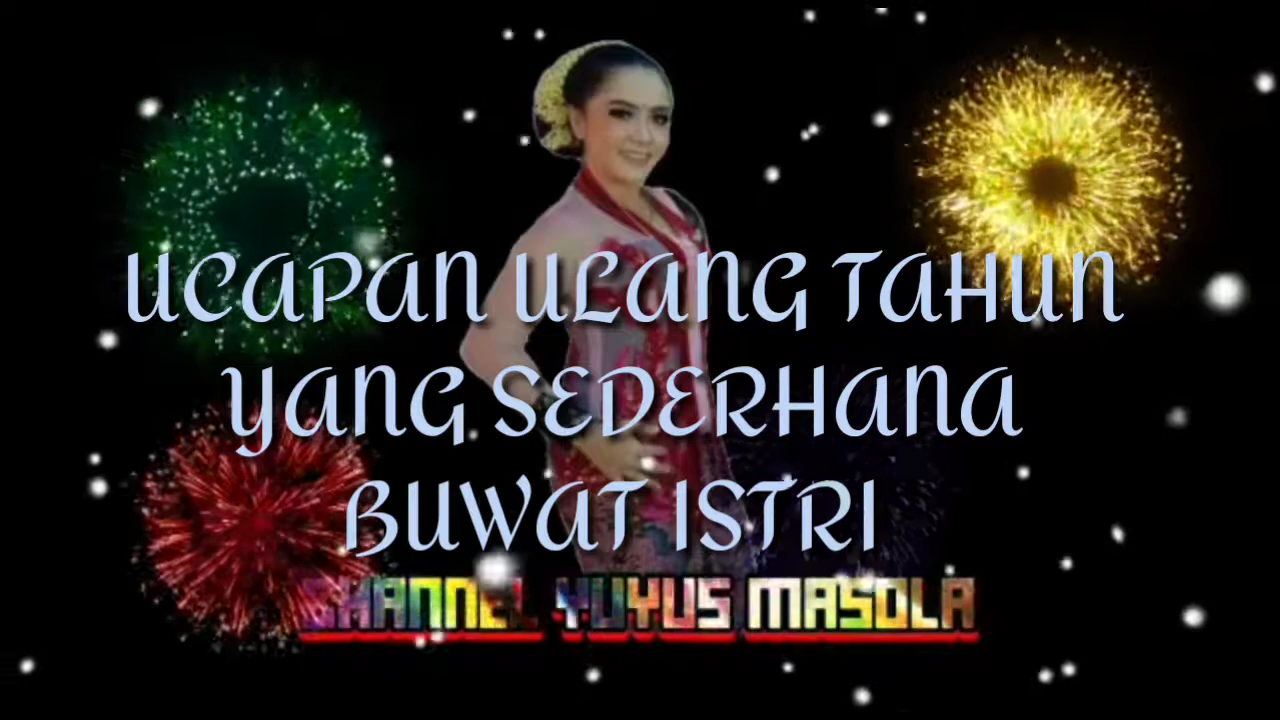 UCAPAN ULANG TAHUN
YANG SEDERHANA
BUWAT ISTRI
CHANNEL YUYUS MASOLA